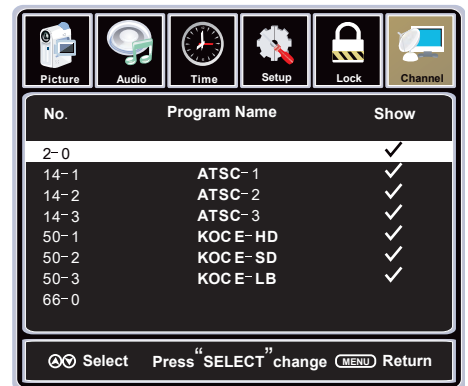 Picture Audio Time Setup Lock Channel
No. Program Name Show
2-0 ✓
14-1 ATSC-1 ✓
14-2 ATSC-2 ✓
14-3 ATSC-3 ✓
50-1 KOCE-HD ✓
50-2 KOCE-SD ✓
50-3 KOCE-LB ✓
66-0
Select Press “SELECT” change MENU Return